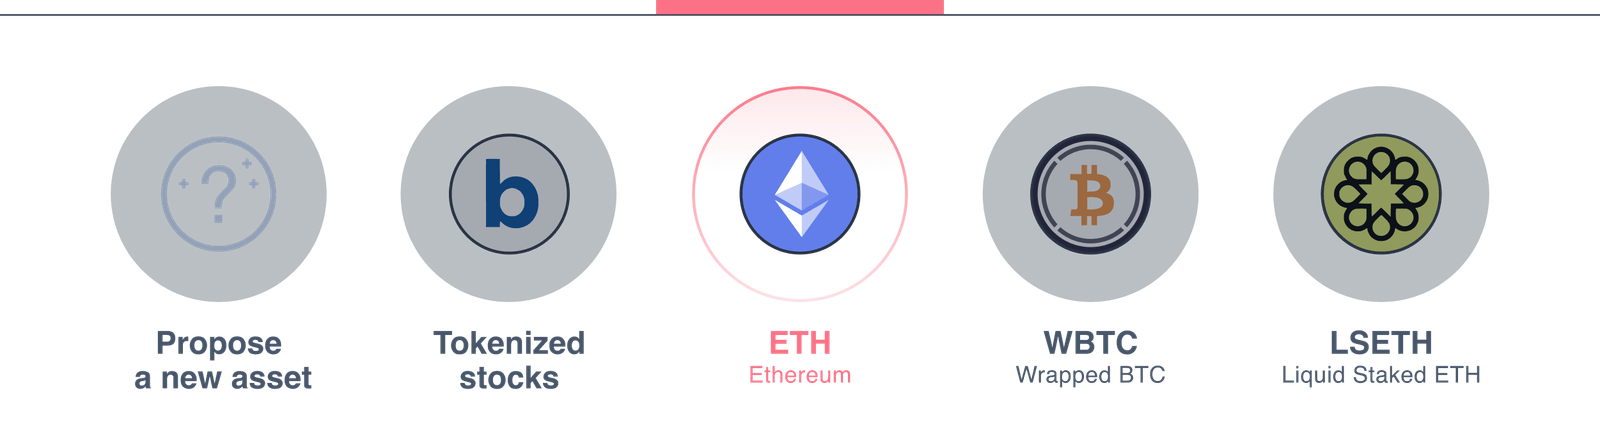 ?
b
Propose
a new asset
Tokenized
stocks
ETH
Ethereum
WBTC
Wrapped BTC
LSETH
Liquid Staked ETH